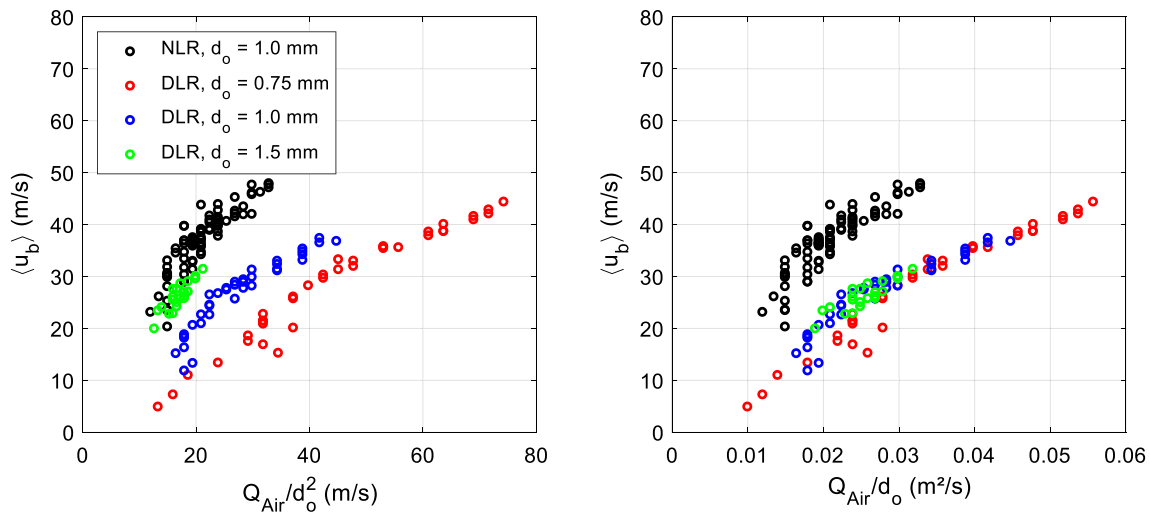 80
70
60
50
40
30
20
10
0
⟨u_b⟩ (m/s)
NLR, d_o = 1.0 mm
DLR, d_o = 0.75 mm
DLR, d_o = 1.0 mm
DLR, d_o = 1.5 mm
0 20 40 60 80
Q_Air/d_o^2 (m/s)
80
70
60
50
40
30
20
10
0
⟨u_b⟩ (m/s)
0 0.01 0.02 0.03 0.04 0.05 0.06
Q_Air/d_o (m²/s)